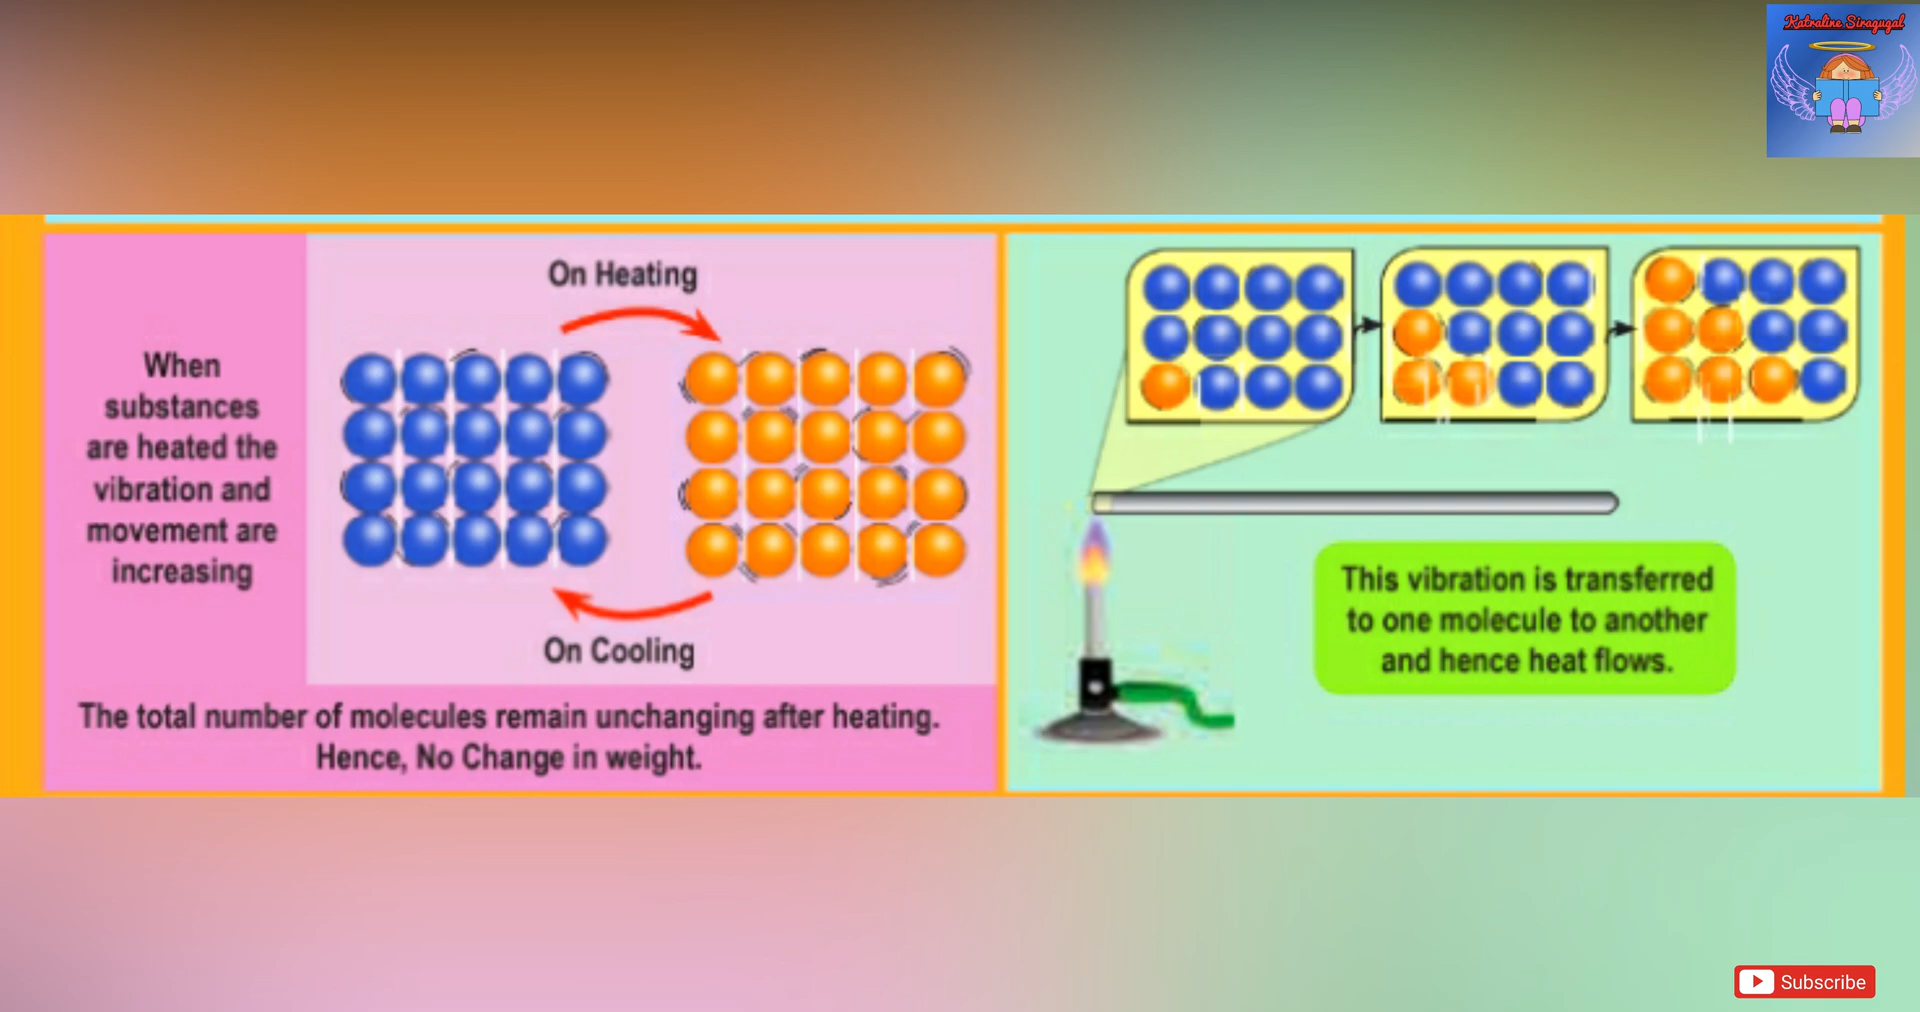 Katraline Siragugal
On Heating
When
substances
are heated the
vibration and
movement are
increasing
On Cooling
The total number of molecules remain unchanging after heating.
Hence, No Change in weight.
This vibration is transferred
to one molecule to another
and hence heat flows.
Subscribe